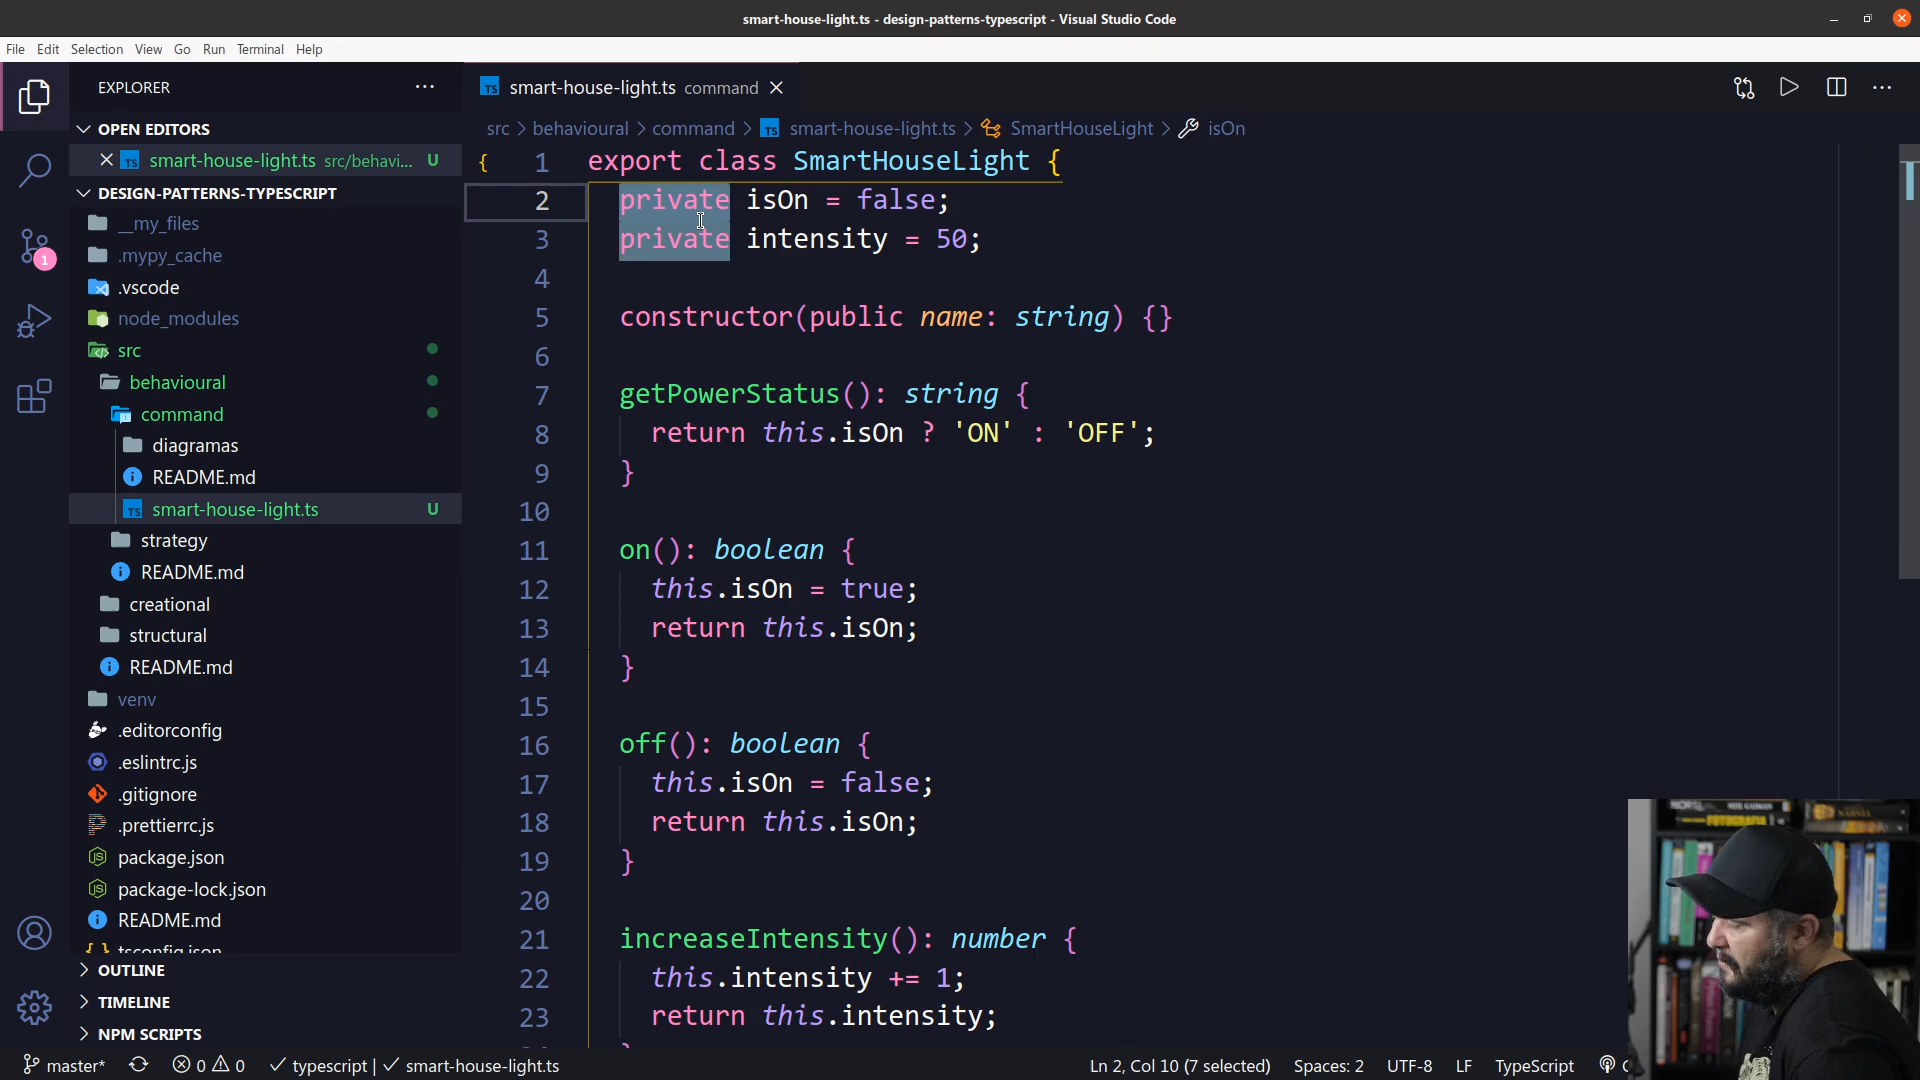 smart-house-light.ts - design-patterns-typescript - Visual Studio Code
File Edit Selection View Go Run Terminal Help
EXPLORER
OPEN EDITORS
smart-house-light.ts src/behavi... U
DESIGN-PATTERNS-TYPESCRIPT
__my_files
.mypy_cache
.vscode
node_modules
src
behavioural
command
diagramas
README.md
smart-house-light.ts U
strategy
README.md
creational
structural
README.md
venv
.editorconfig
.eslintrc.js
.gitignore
.prettierrc.js
package.json
package-lock.json
README.md
tsconfig.json
OUTLINE
TIMELINE
NPM SCRIPTS
1
smart-house-light.ts command
src > behavioural > command > smart-house-light.ts > SmartHouseLight > isOn
{ 1 export class SmartHouseLight {
2 private isOn = false;
3 private intensity = 50;
4
5 constructor(public name: string) {}
6
7 getPowerStatus(): string {
8 return this.isOn ? 'ON' : 'OFF';
9 }
10
11 on(): boolean {
12 this.isOn = true;
13 return this.isOn;
14 }
15
16 off(): boolean {
17 this.isOn = false;
18 return this.isOn;
19 }
20
21 increaseIntensity(): number {
22 this.intensity += 1;
23 return this.intensity;
master* 0 0 typescript | smart-house-light.ts Ln 2, Col 10 (7 selected) Spaces: 2 UTF-8 LF TypeScript